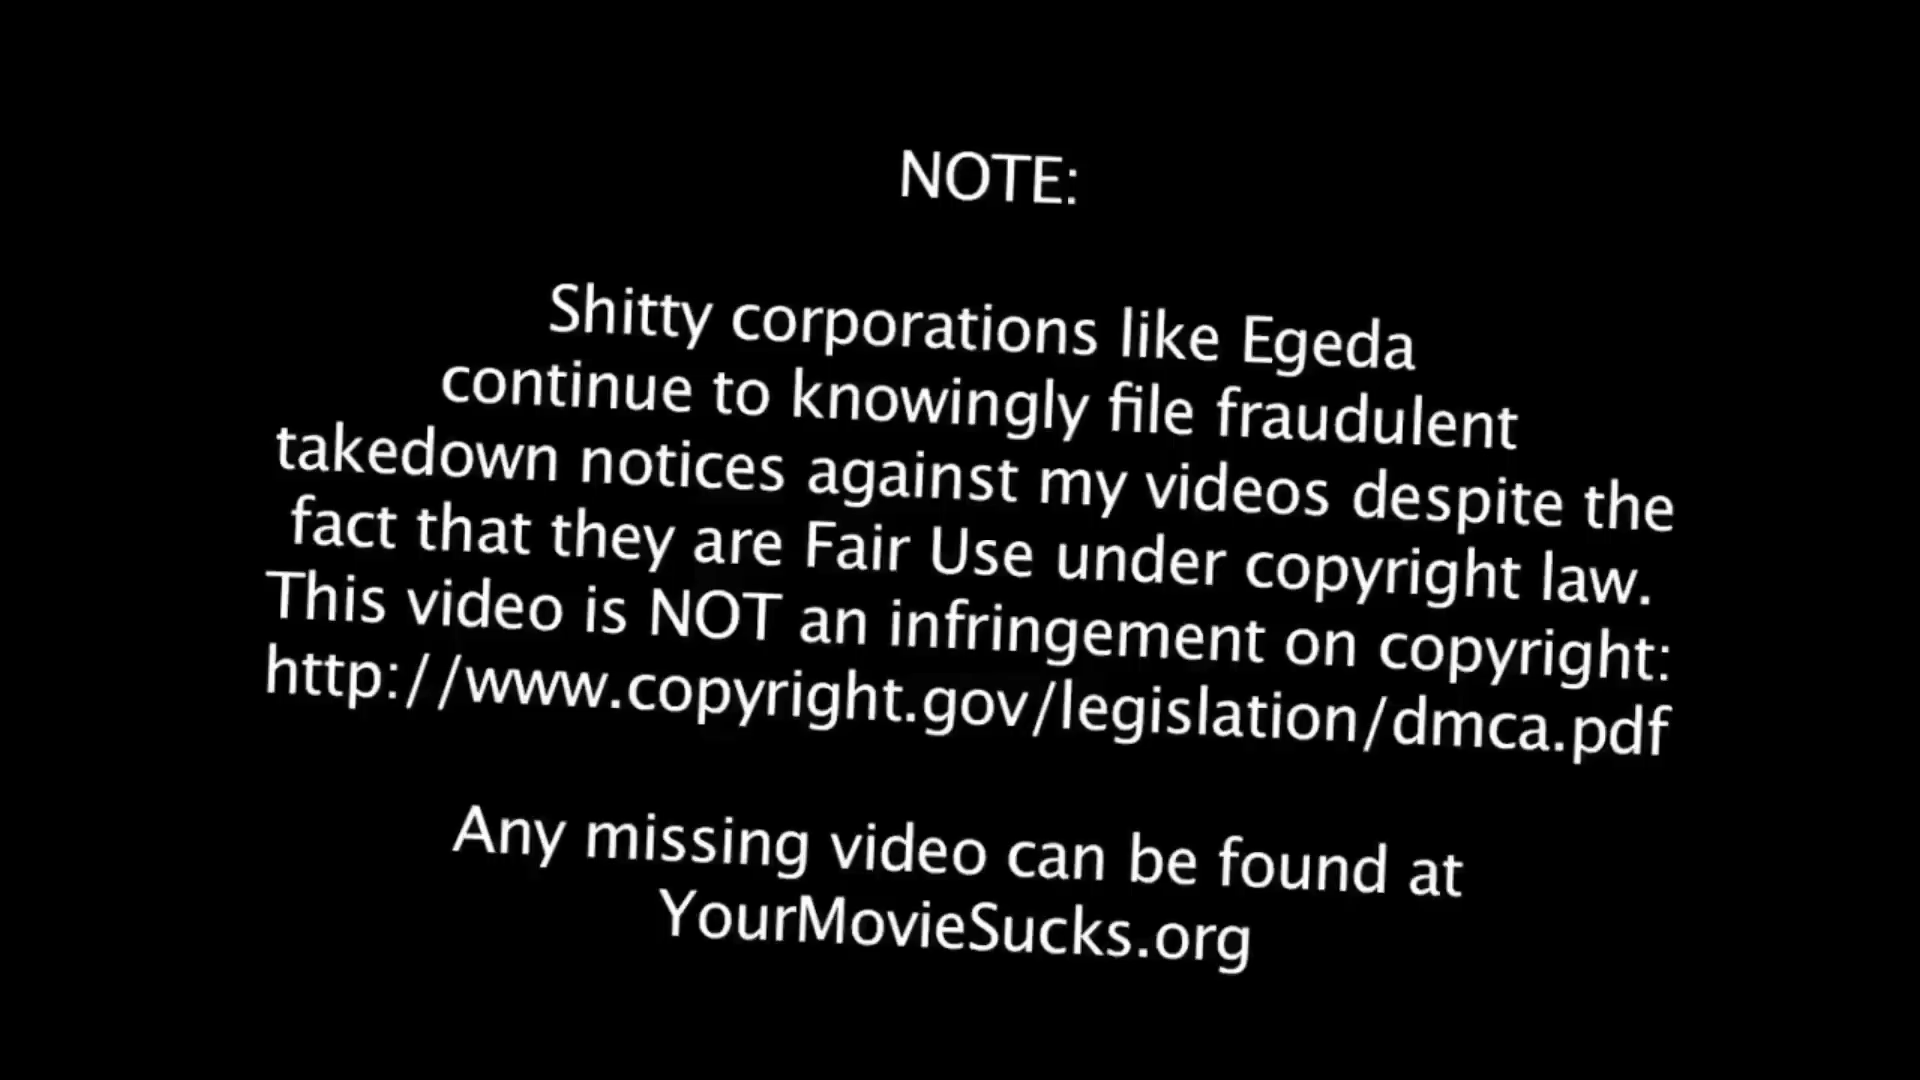 NOTE:
Shitty corporations like Egeda
continue to knowingly file fraudulent
takedown notices against my videos despite the
fact that they are Fair Use under copyright law.
This video is NOT an infringement on copyright:
http://www.copyright.gov/legislation/dmca.pdf
Any missing video can be found at
YourMovieSucks.org